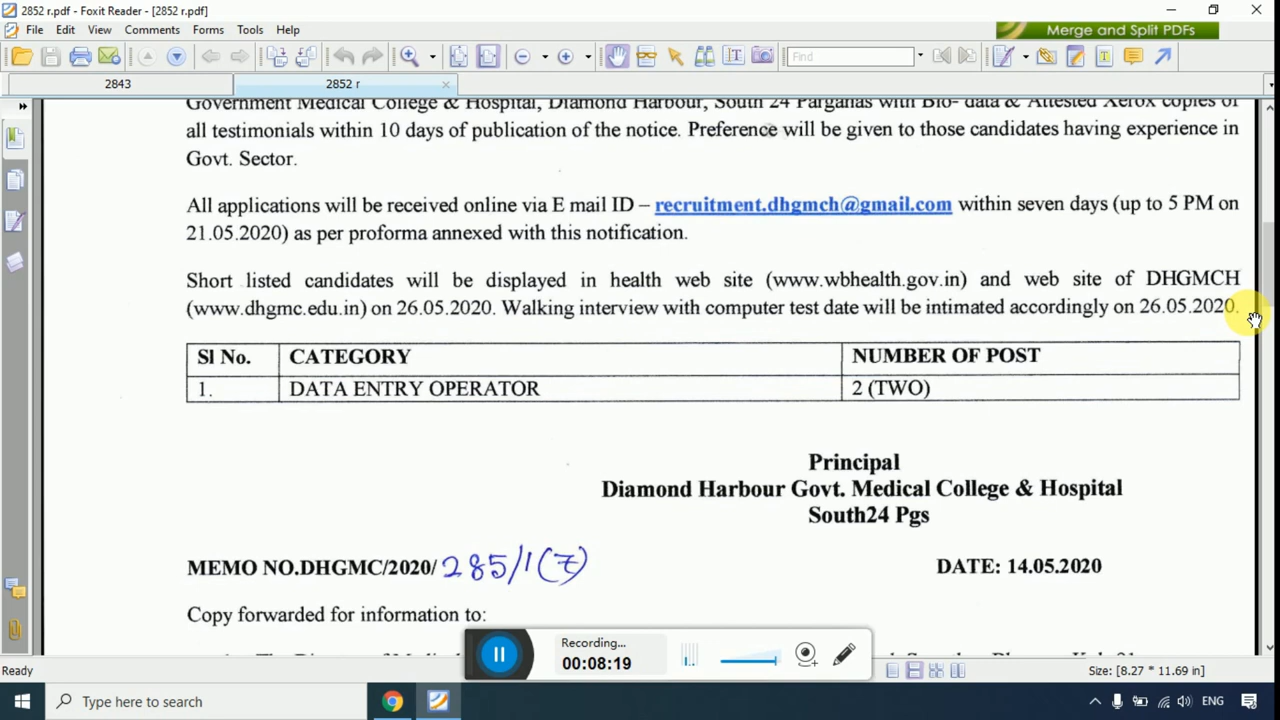 2852 r.pdf - Foxit Reader - [2852 r.pdf]
File Edit View Comments Forms Tools Help
Merge and Split PDFs
Find
2843
2852 r
Government Medical College & Hospital, Diamond Harbour, South 24 Parganas with Bio- data & Attested Xerox copies of
all testimonials within 10 days of publication of the notice. Preference will be given to those candidates having experience in
Govt. Sector.
All applications will be received online via E mail ID – recruitment.dhgmch@gmail.com within seven days (up to 5 PM on
21.05.2020) as per proforma annexed with this notification.
Short listed candidates will be displayed in health web site (www.wbhealth.gov.in) and web site of DHGMCH
(www.dhgmc.edu.in) on 26.05.2020. Walking interview with computer test date will be intimated accordingly on 26.05.2020.
Sl No. CATEGORY NUMBER OF POST
1. DATA ENTRY OPERATOR 2 (TWO)
Principal
Diamond Harbour Govt. Medical College & Hospital
South24 Pgs
MEMO NO.DHGMC/2020/ 285/1(7) DATE: 14.05.2020
Copy forwarded for information to:
Recording...
00:08:19
Ready
Size: [8.27 * 11.69 in]
Type here to search
ENG